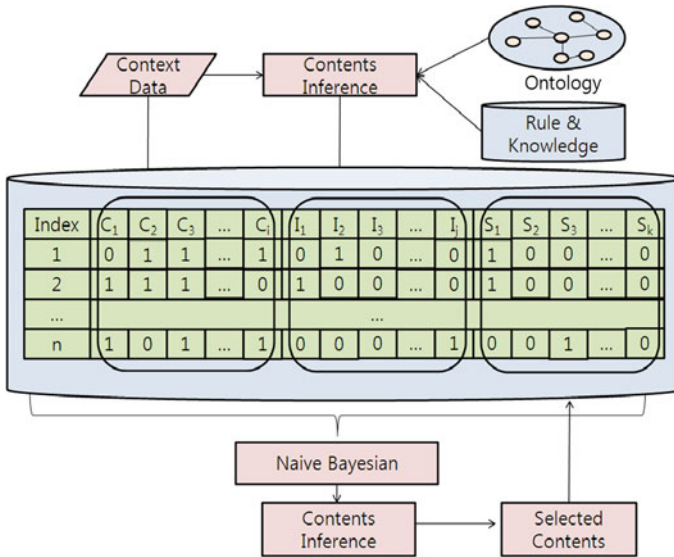 Context
Data
Contents
Inference
Ontology
Rule &
Knowledge
Index C₁ C₂ C₃ ... Cᵢ I₁ I₂ I₃ ... Iⱼ S₁ S₂ S₃ ... Sₖ
1 0 1 1 ... 1 0 1 0 ... 0 1 0 0 ... 0
2 1 1 1 ... 0 1 0 0 ... 0 1 0 0 ... 0
... ...
n 1 0 1 ... 1 0 0 0 ... 1 0 0 1 ... 0
Naive Bayesian
Contents
Inference
Selected
Contents